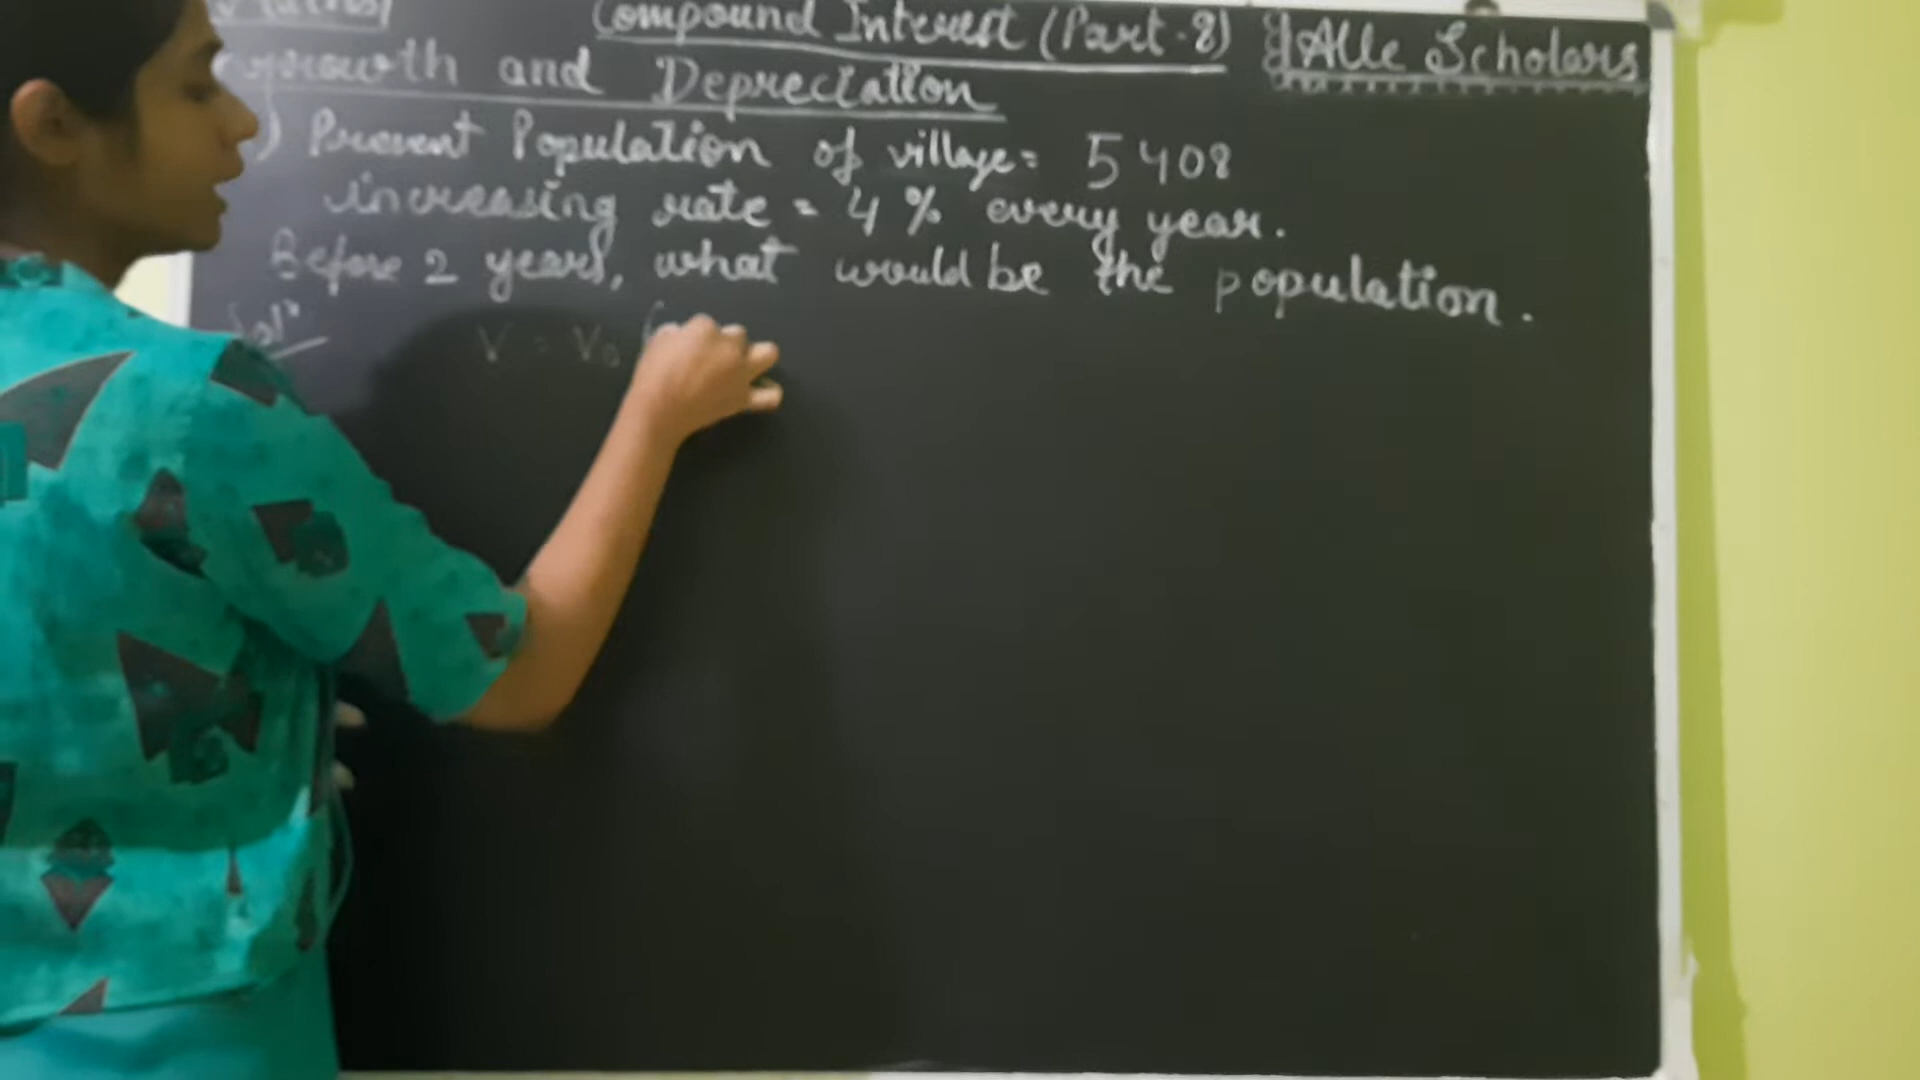 Compound Interest (Part-8)
Alle Scholars
growth and Depreciation
) Present Population of village = 5408
increasing rate = 4% every year.
Before 2 years, what would be the population.
Solⁿ
V = V₀ (